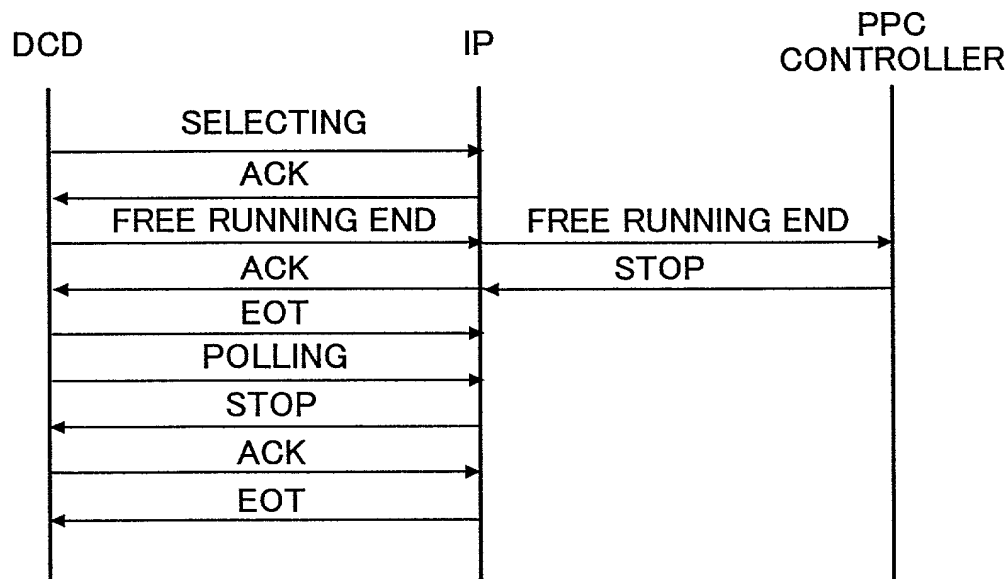 DCD
IP
PPC
CONTROLLER
SELECTING
ACK
FREE RUNNING END
FREE RUNNING END
ACK
STOP
EOT
POLLING
STOP
ACK
EOT